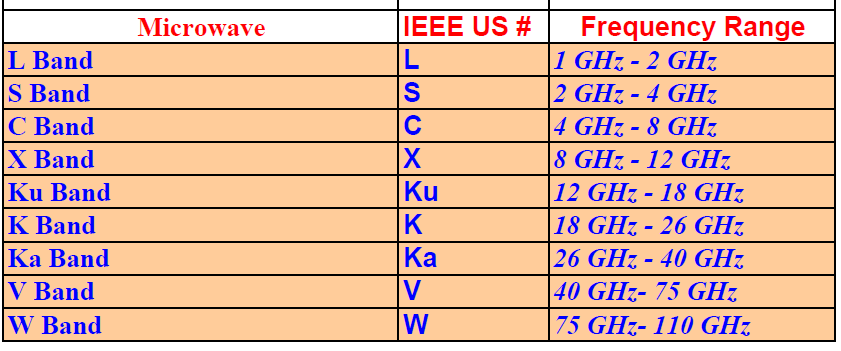 Microwave IEEE US # Frequency Range
L Band L 1 GHz - 2 GHz
S Band S 2 GHz - 4 GHz
C Band C 4 GHz - 8 GHz
X Band X 8 GHz - 12 GHz
Ku Band Ku 12 GHz - 18 GHz
K Band K 18 GHz - 26 GHz
Ka Band Ka 26 GHz - 40 GHz
V Band V 40 GHz- 75 GHz
W Band W 75 GHz- 110 GHz